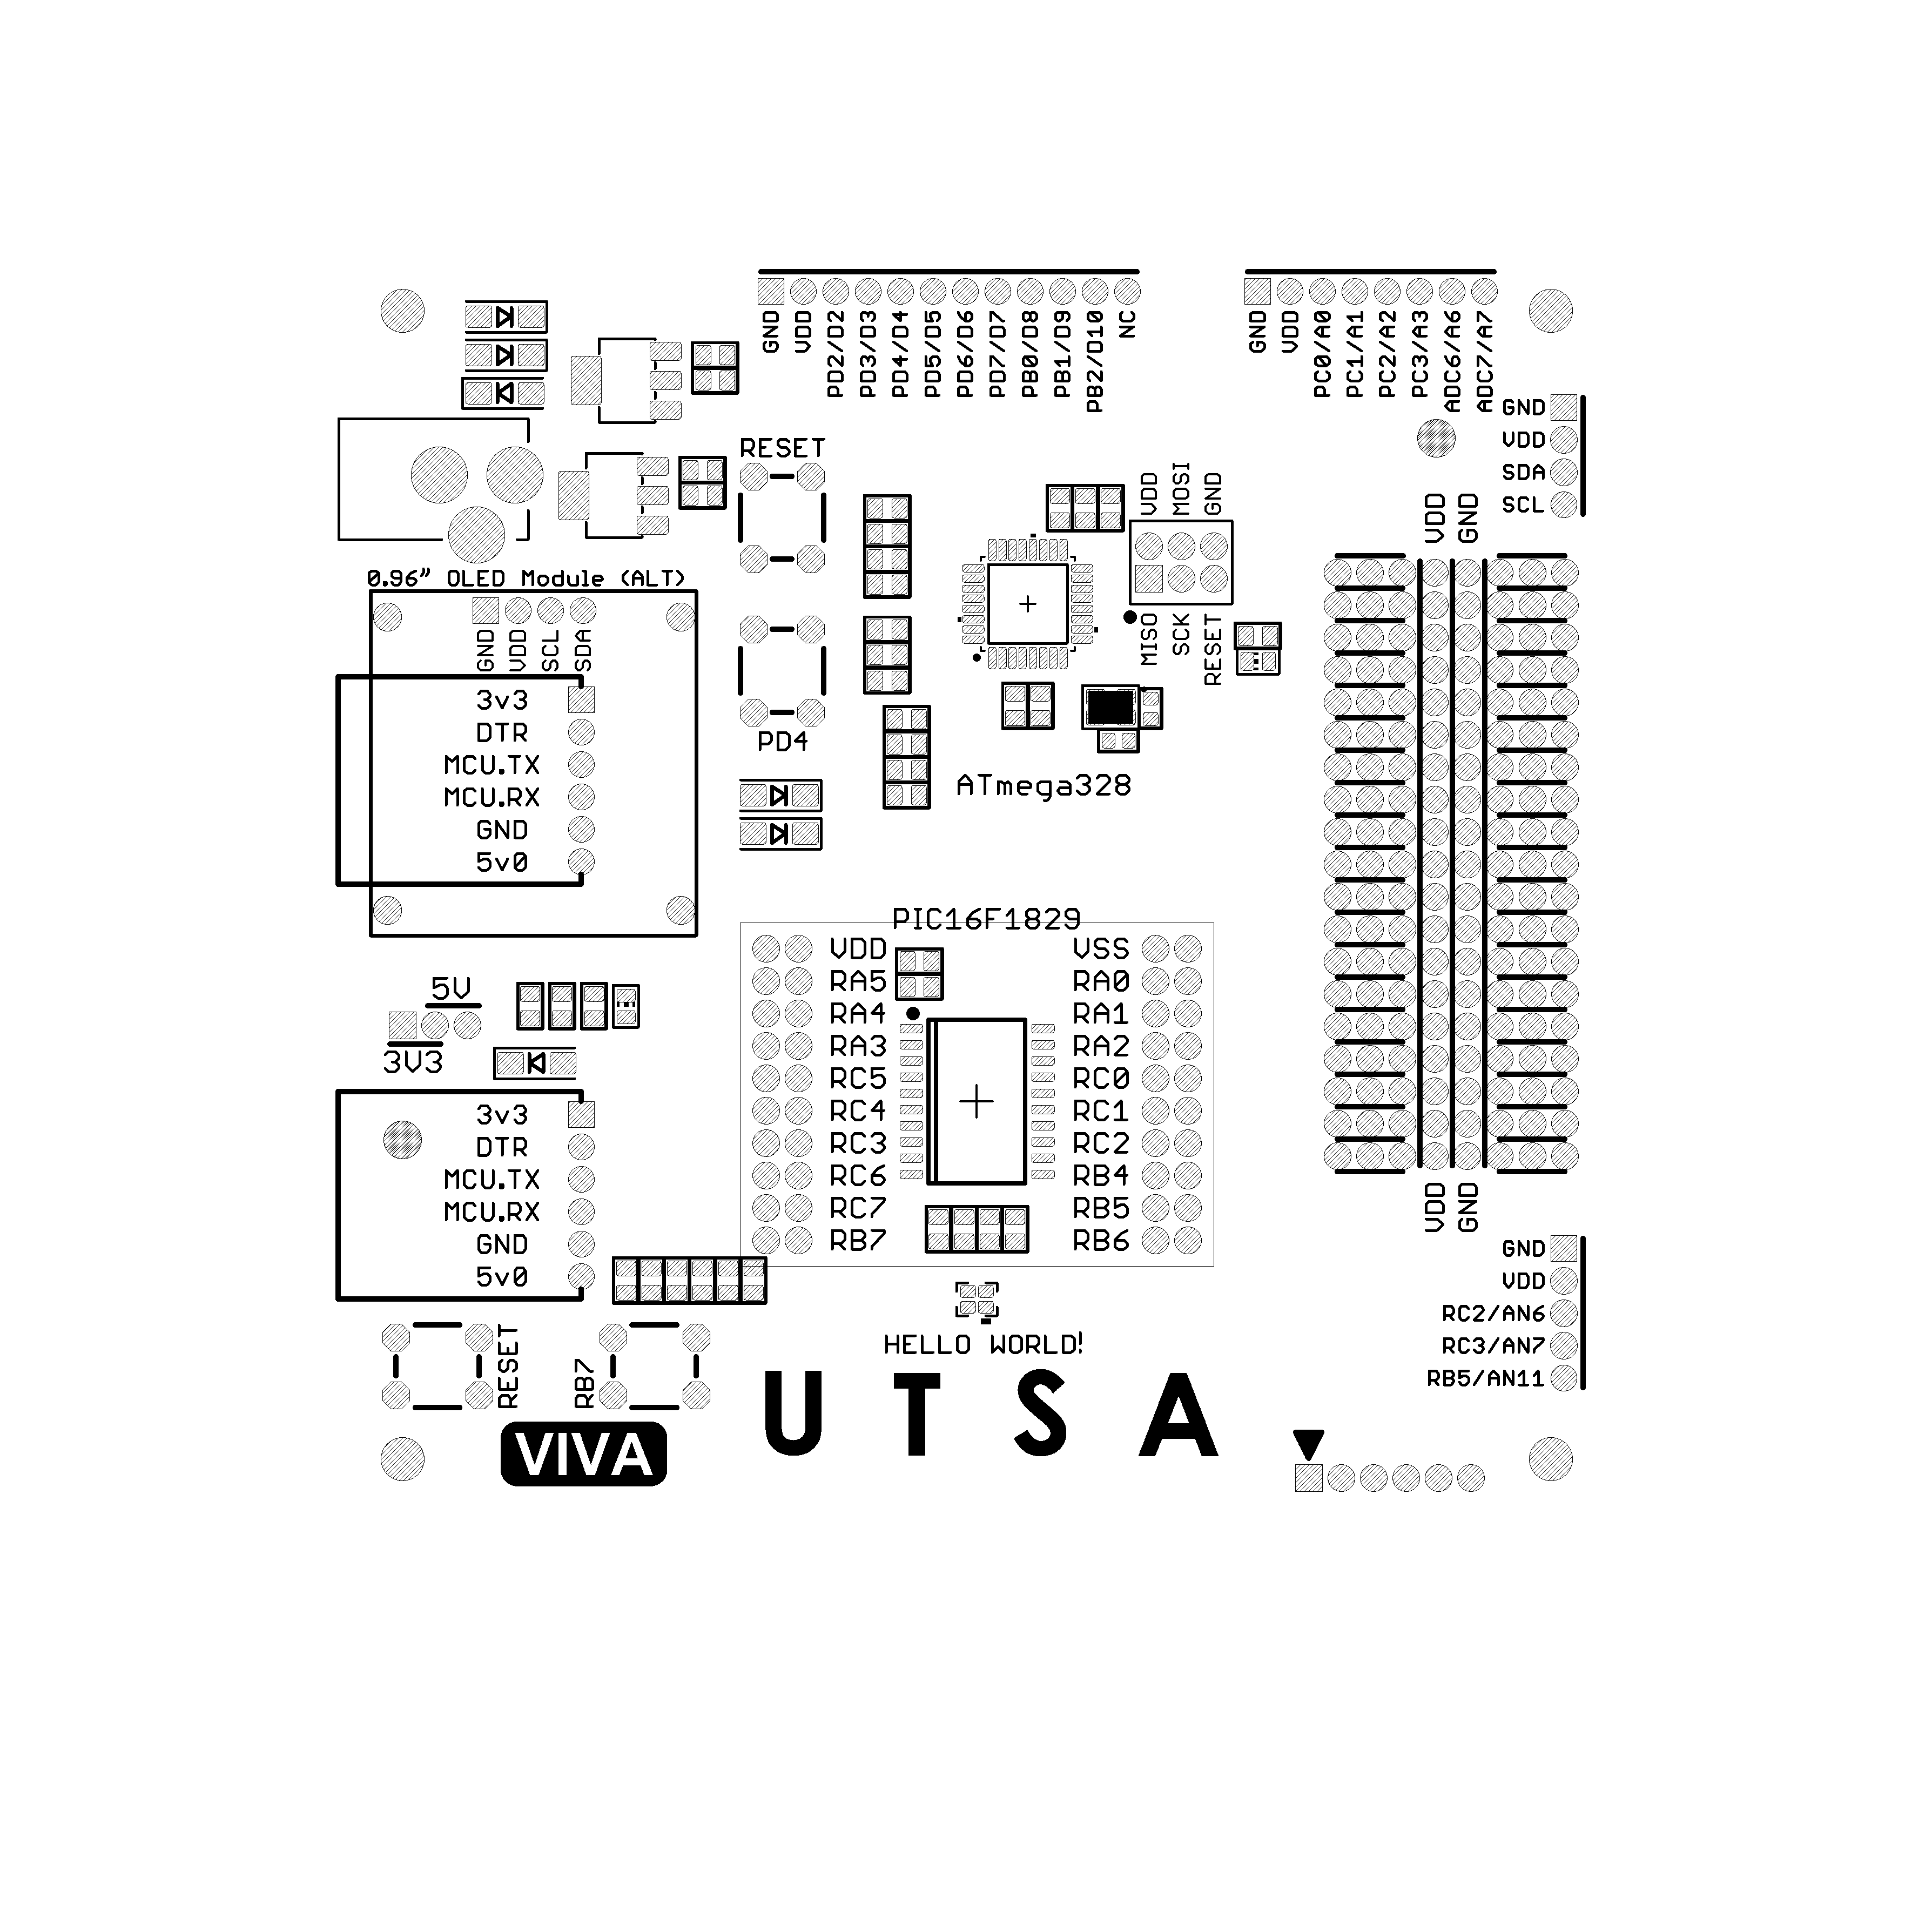 GND
VDD
PD2/D2
PD3/D3
PD4/D4
PD5/D5
PD6/D6
PD7/D7
PB0/D8
PB1/D9
PB2/D10
NC
GND
VDD
PC0/A0
PC1/A1
PC2/A2
PC3/A3
ADC6/A6
ADC7/A7
GND
VDD
SDA
SCL
RESET
VDD
MOSI
GND
MISO
SCK
RESET
VDD
GND
0.96” OLED Module (ALT)
GND
VDD
SCL
SDA
3v3
DTR
MCU.TX
MCU.RX
GND
5v0
PD4
ATmega328
PIC16F1829
VDD
RA5
RA4
RA3
RC5
RC4
RC3
RC6
RC7
RB7
VSS
RA0
RA1
RA2
RC0
RC1
RC2
RB4
RB5
RB6
5V
3V3
3v3
DTR
MCU.TX
MCU.RX
GND
5v0
VDD
GND
GND
VDD
RC2/AN6
RC3/AN7
RB5/AN11
RESET
RB7
HELLO WORLD!
UTSA
VIVA